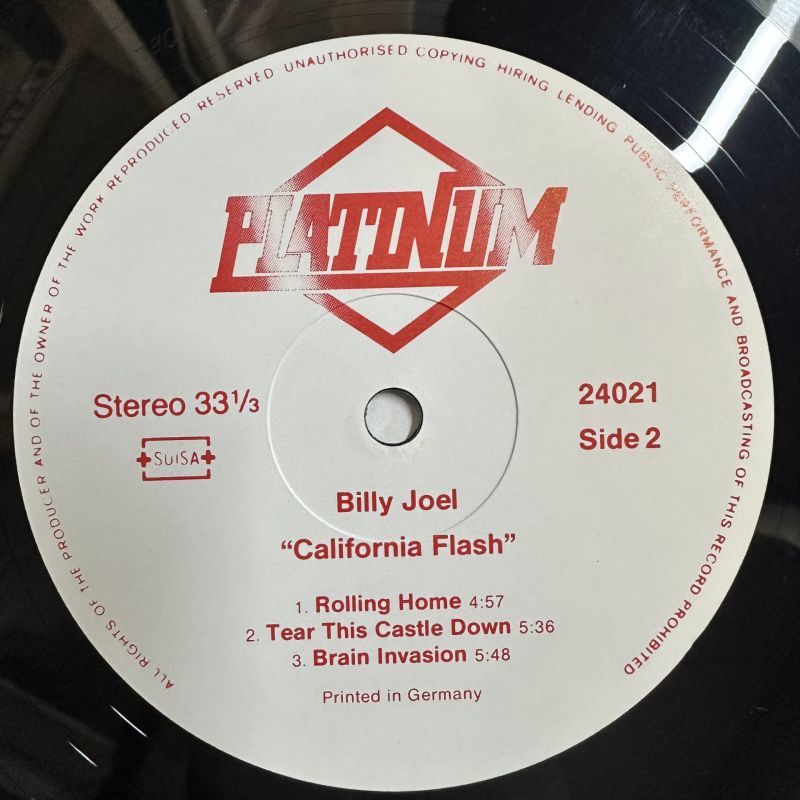 ALL RIGHTS OF THE PRODUCER AND OF THE OWNER OF THE WORK REPRODUCED RESERVED UNAUTHORISED COPYING HIRING LENDING PUBLIC PERFORMANCE AND BROADCASTING OF THIS RECORD PROHIBITED
PLATINUM
Stereo 33⅓
SUISA
24021
Side 2
Billy Joel
“California Flash”
1. Rolling Home 4:57
2. Tear This Castle Down 5:36
3. Brain Invasion 5:48
Printed in Germany